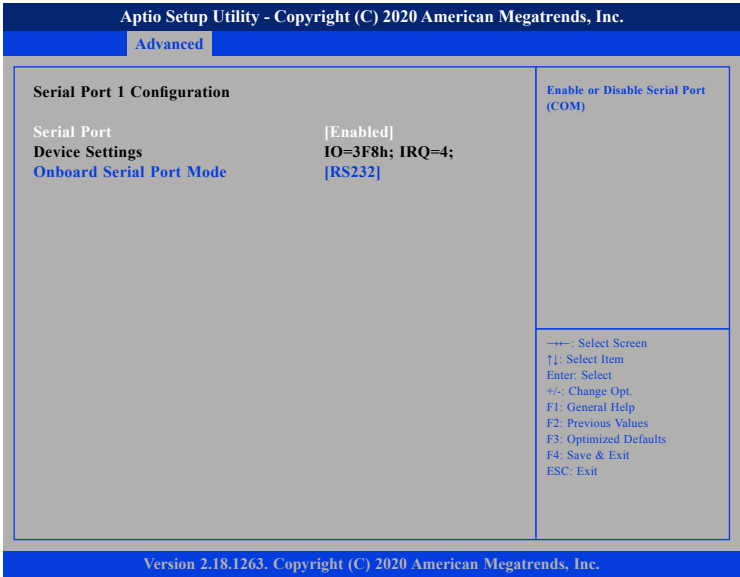 Aptio Setup Utility - Copyright (C) 2020 American Megatrends, Inc.
Advanced
Serial Port 1 Configuration
Serial Port [Enabled]
Device Settings IO=3F8h; IRQ=4;
Onboard Serial Port Mode [RS232]
Enable or Disable Serial Port
(COM)
→←: Select Screen
↑↓: Select Item
Enter: Select
+/-: Change Opt.
F1: General Help
F2: Previous Values
F3: Optimized Defaults
F4: Save & Exit
ESC: Exit
Version 2.18.1263. Copyright (C) 2020 American Megatrends, Inc.